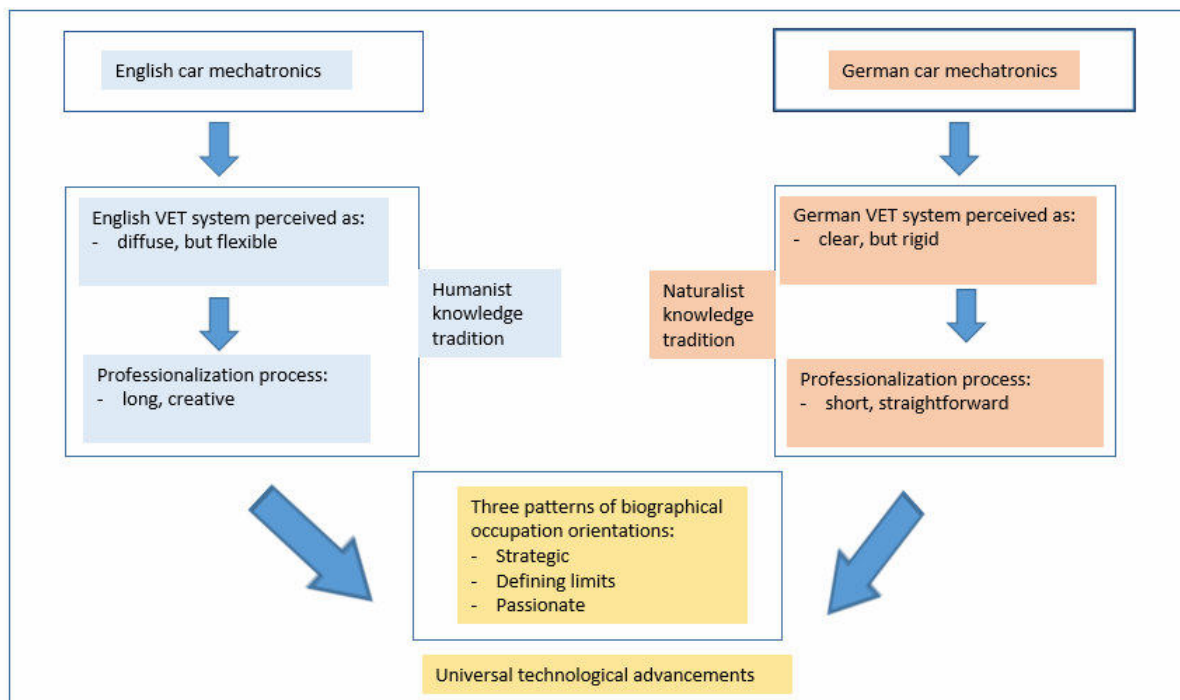 English car mechatronics
German car mechatronics
English VET system perceived as:
- diffuse, but flexible
German VET system perceived as:
- clear, but rigid
Humanist
knowledge
tradition
Naturalist
knowledge
tradition
Professionalization process:
- long, creative
Professionalization process:
- short, straightforward
Three patterns of biographical
occupation orientations:
- Strategic
- Defining limits
- Passionate
Universal technological advancements